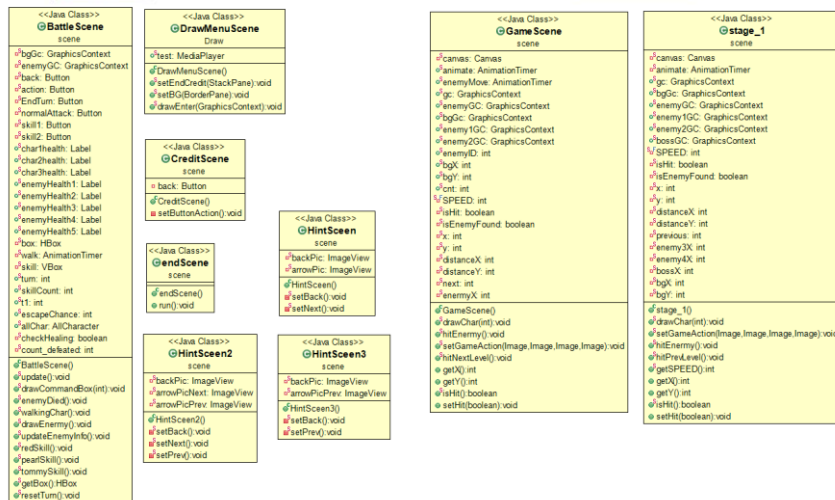 <<Java Class>>
BattleScene
scene
bgGc: GraphicsContext
enemyGC: GraphicsContext
back: Button
action: Button
EndTurn: Button
normalAttack: Button
skill1: Button
skill2: Button
char1health: Label
char2health: Label
char3health: Label
enemyHealth1: Label
enemyHealth2: Label
enemyHealth3: Label
enemyHealth4: Label
enemyHealth5: Label
box: HBox
walk: AnimationTimer
skill: VBox
turn: int
skillCount: int
t1: int
escapeChance: int
allChar: AllCharacter
checkHealing: boolean
count_defeated: int
BattleScene()
update():void
drawCommandBox(int):void
enemyDied():void
walkingChar():void
drawEnermy():void
updateEnemyInfo():void
redSkill():void
pearlSkill():void
tommySkill():void
getBox():HBox
resetTurn():void
<<Java Class>>
DrawMenuScene
Draw
test: MediaPlayer
DrawMenuScene()
setEndCredit(StackPane):void
setBG(BorderPane):void
drawEnter(GraphicsContext):void
<<Java Class>>
CreditScene
scene
back: Button
CreditScene()
setButtonAction():void
<<Java Class>>
endScene
scene
endScene()
run():void
<<Java Class>>
HintSceen
scene
backPic: ImageView
arrowPic: ImageView
HintSceen()
setBack():void
setNext():void
<<Java Class>>
HintSceen2
scene
backPic: ImageView
arrowPicNext: ImageView
arrowPicPrev: ImageView
HintSceen2()
setBack():void
setNext():void
setPrev():void
<<Java Class>>
HintSceen3
scene
backPic: ImageView
arrowPicPrev: ImageView
HintSceen3()
setBack():void
setPrev():void
<<Java Class>>
GameScene
scene
canvas: Canvas
animate: AnimationTimer
enemyMove: AnimationTimer
gc: GraphicsContext
enemyGC: GraphicsContext
bgGc: GraphicsContext
enemy1GC: GraphicsContext
enemy2GC: GraphicsContext
enemyID: int
bgX: int
bgY: int
cnt: int
SPEED: int
isHit: boolean
isEnemyFound: boolean
x: int
y: int
distanceX: int
distanceY: int
next: int
enermyX: int
GameScene()
drawChar(int):void
hitEnermy():void
setGameAction(Image,Image,Image,Image):void
hitNextLevel():void
getX():int
getY():int
isHit():boolean
setHit(boolean):void
<<Java Class>>
stage_1
scene
canvas: Canvas
animate: AnimationTimer
gc: GraphicsContext
bgGc: GraphicsContext
enemyGC: GraphicsContext
enemy1GC: GraphicsContext
enemy2GC: GraphicsContext
bossGC: GraphicsContext
SPEED: int
isHit: boolean
isEnemyFound: boolean
x: int
y: int
distanceX: int
distanceY: int
previous: int
enemy3X: int
enemy4X: int
bossX: int
bgX: int
bgY: int
stage_1()
drawChar(int):void
setGameAction(Image,Image,Image,Image):void
hitEnermy():void
hitPrevLevel():void
getSPEED():int
getX():int
getY():int
isHit():boolean
setHit(boolean):void